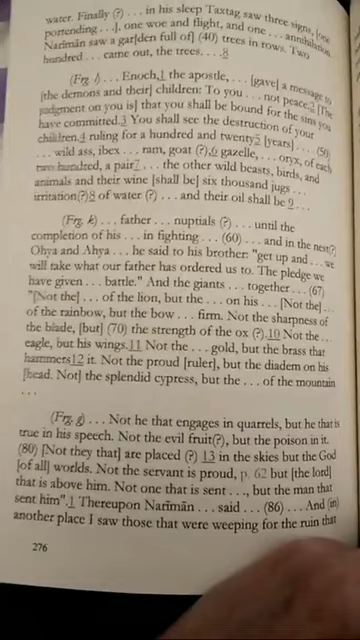 water. Finally (?) . . . in his sleep Taxtag saw three signs, [one
portending . . .], one woe and flight, and one . . . annihilation.
Narīmān saw a gar[den full of] (40) trees in rows. Two
hundred . . . came out, the trees. . . .8
(Frg. l) . . . Enoch,1 the apostle, . . . [gave] a message to
[the demons and their] children: To you . . . not peace.2 [The
judgment on you is] that you shall be bound for the sins you
have committed.3 You shall see the destruction of your
children.4 ruling for a hundred and twenty5 [years] . . . . (50)
. . . wild ass, ibex . . . ram, goat (?),6 gazelle, . . . oryx, of each
two hundred, a pair7 . . . the other wild beasts, birds, and
animals and their wine [shall be] six thousand jugs . . .
irritation(?)8 of water (?) . . . and their oil shall be 9 . . .
(Frg. k) . . . father . . . nuptials (?) . . . until the
completion of his . . . in fighting . . . (60) . . . and in the nest(?)
Ohya and Ahya . . . he said to his brother: "get up and . . . we
will take what our father has ordered us to. The pledge we
have given . . . battle." And the giants . . . together . . . (67)
"[Not the] . . . of the lion, but the . . . on his . . . [Not the] . . .
of the rainbow, but the bow . . . firm. Not the sharpness of
the blade, [but] (70) the strength of the ox (?).10 Not the . . .
eagle, but his wings.11 Not the . . . gold, but the brass that
hammers12 it. Not the proud [ruler], but the diadem on his
[head. Not] the splendid cypress, but the . . . of the mountain
. . .
(Frg. g) . . . Not he that engages in quarrels, but he that is
true in his speech. Not the evil fruit(?), but the poison in it.
(80) [Not they that] are placed (?) 13 in the skies but the God
[of all] worlds. Not the servant is proud, p. 62 but [the lord]
that is above him. Not one that is sent . . ., but the man that
sent him".1 Thereupon Narīmān . . . said . . . (86) . . . And (in)
another place I saw those that were weeping for the ruin that
276